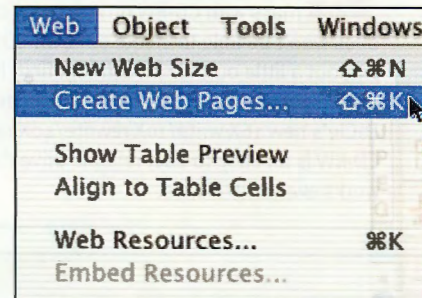 Web Object Tools Windows
New Web Size ⇧⌘N
Create Web Pages... ⇧⌘K
Show Table Preview
Align to Table Cells
Web Resources... ⌘K
Embed Resources...